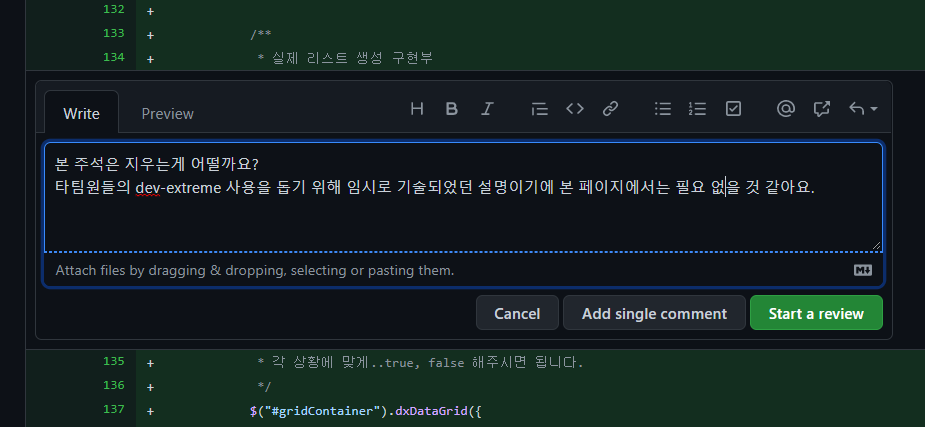 132 +
133 + /**
134 + * 실제 리스트 생성 구현부
Write Preview
본 주석은 지우는게 어떨까요?
타팀원들의 dev-extreme 사용을 돕기 위해 임시로 기술되었던 설명이기에 본 페이지에서는 필요 없을 것 같아요.
Attach files by dragging & dropping, selecting or pasting them.
Cancel Add single comment Start a review
135 + * 각 상황에 맞게..true, false 해주시면 됩니다.
136 + */
137 + $("#gridContainer").dxDataGrid({